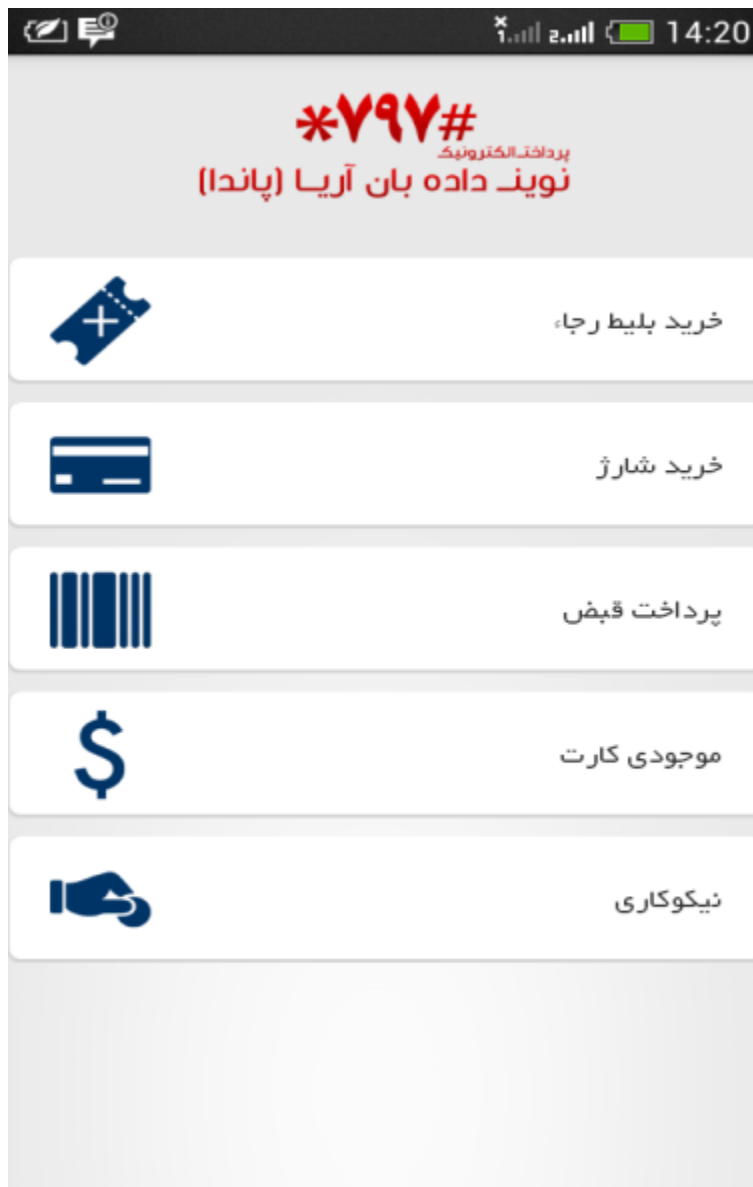 14:20
*۷۹۷#
پرداخت الکترونیک
نوین داده بان آریا (پاندا)
خرید بلیط رجاء
خرید شارژ
پرداخت قبض
موجودی کارت
نیکوکاری